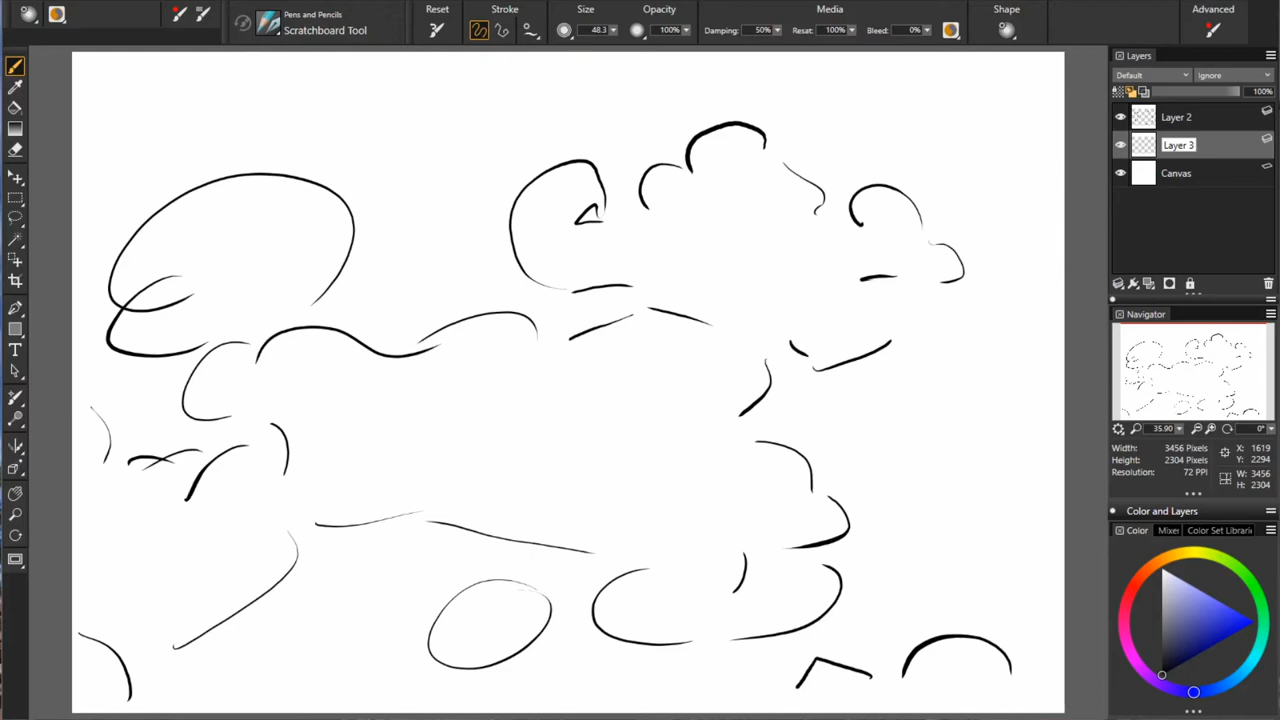 Pens and Pencils
Scratchboard Tool
Reset
Stroke
Size
48.3
Opacity
100%
Media
Damping: 50%
Resat: 100%
Bleed: 0%
Shape
Advanced
Layers
Default
Ignore
100%
Layer 2
Layer 3
Canvas
Navigator
35.90
0°
Width: 3456 Pixels
Height: 2304 Pixels
Resolution: 72 PPI
X: 1619
Y: 2294
W: 3456
H: 2304
Color and Layers
Color
Mixer
Color Set Librari
T